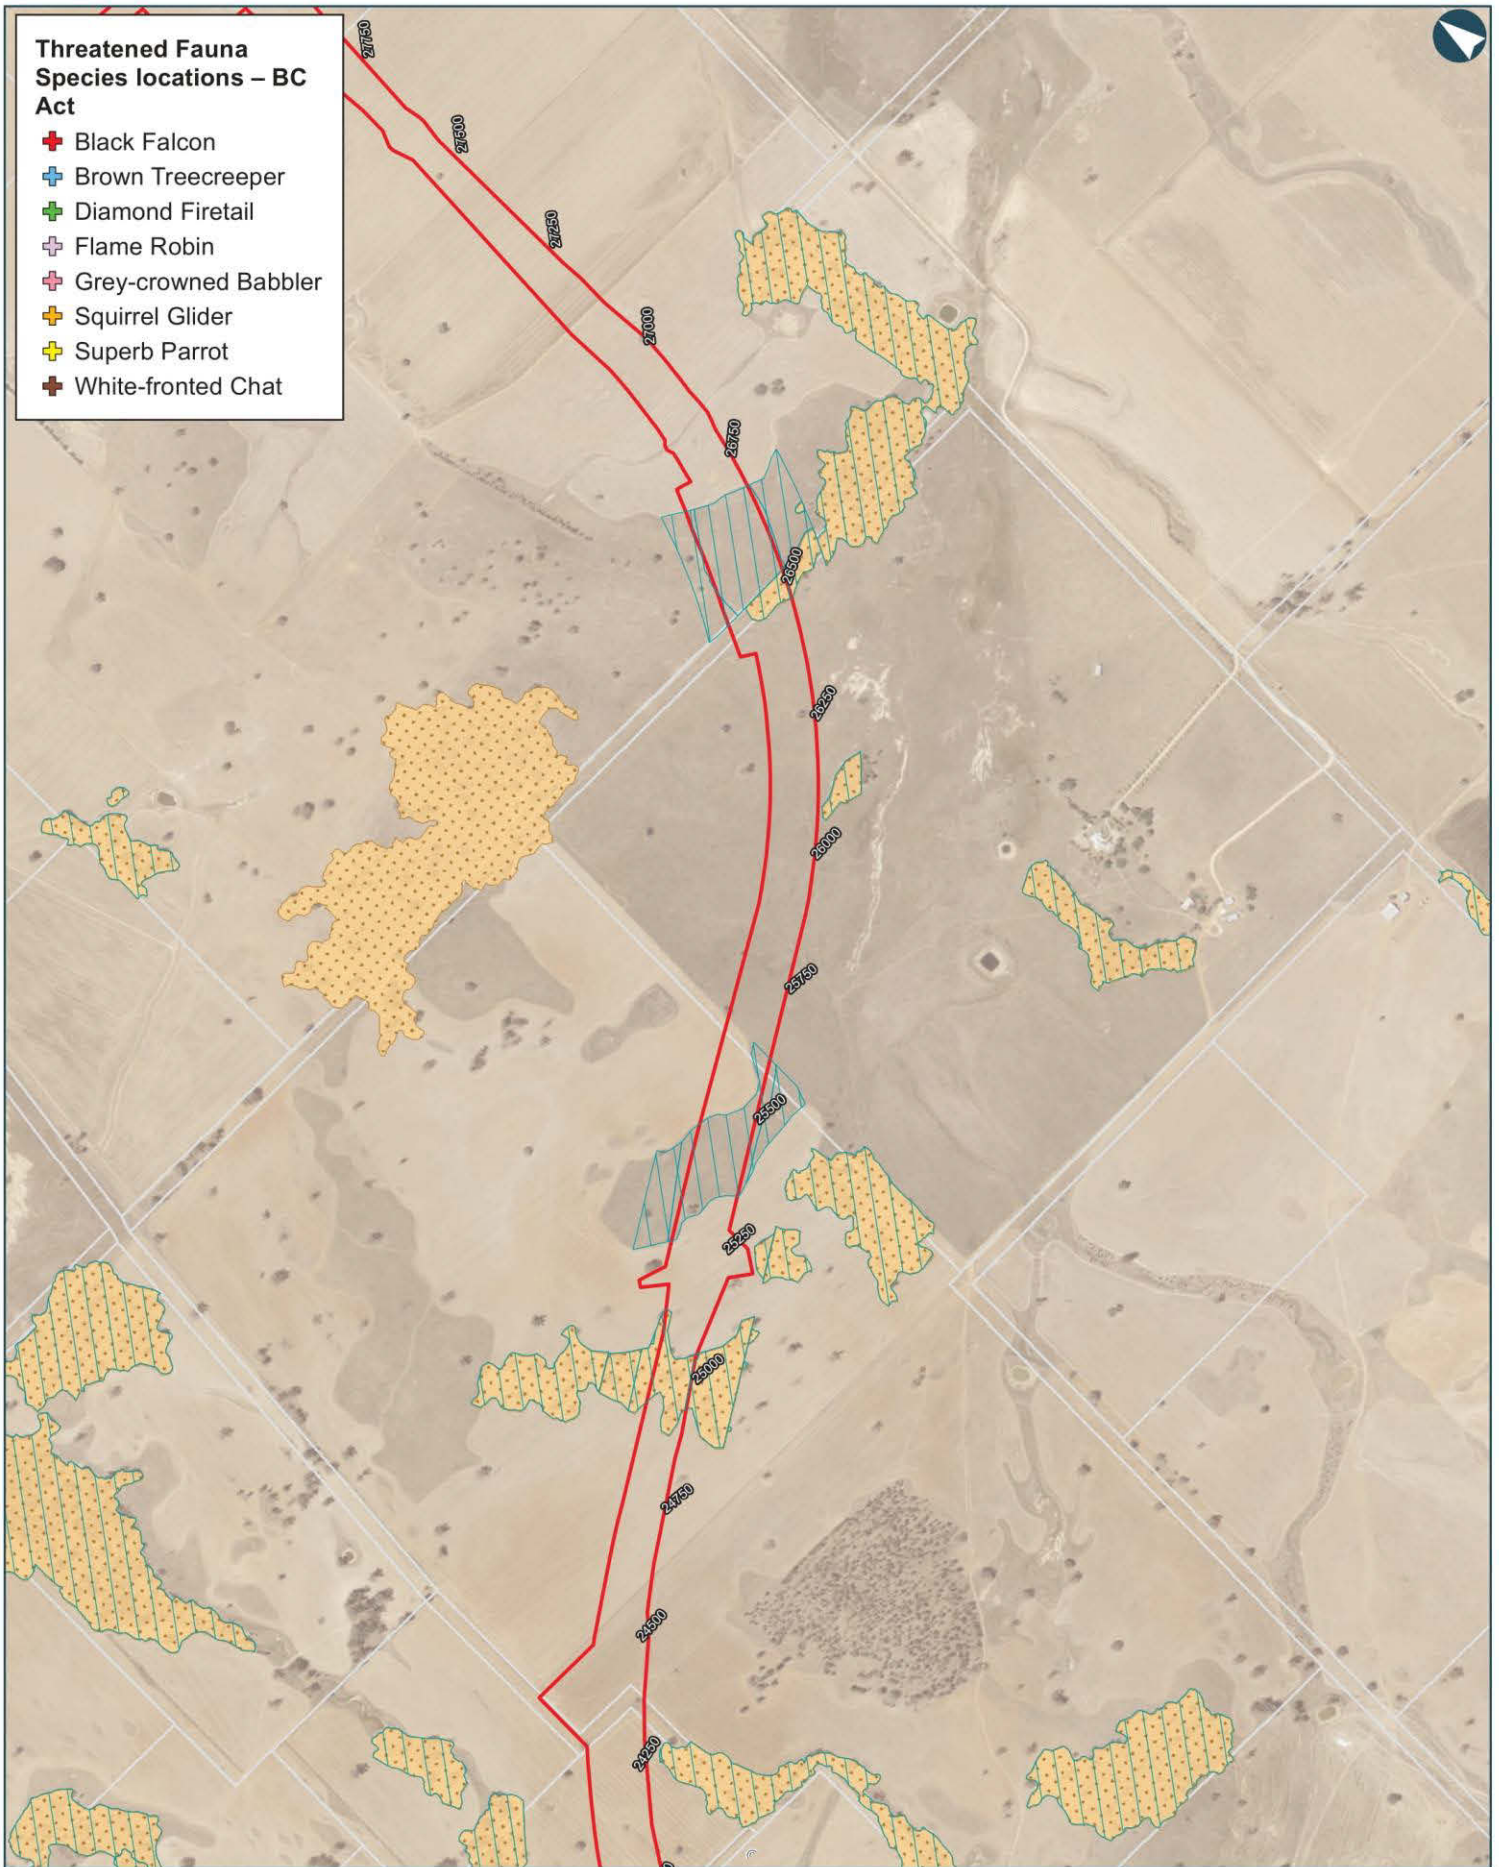 Threatened Fauna
Species locations – BC
Act
Black Falcon
Brown Treecreeper
Diamond Firetail
Flame Robin
Grey-crowned Babbler
Squirrel Glider
Superb Parrot
White-fronted Chat
27750
27500
27250
27000
26750
26500
26250
26000
25750
25500
25250
25000
24750
24500
24250